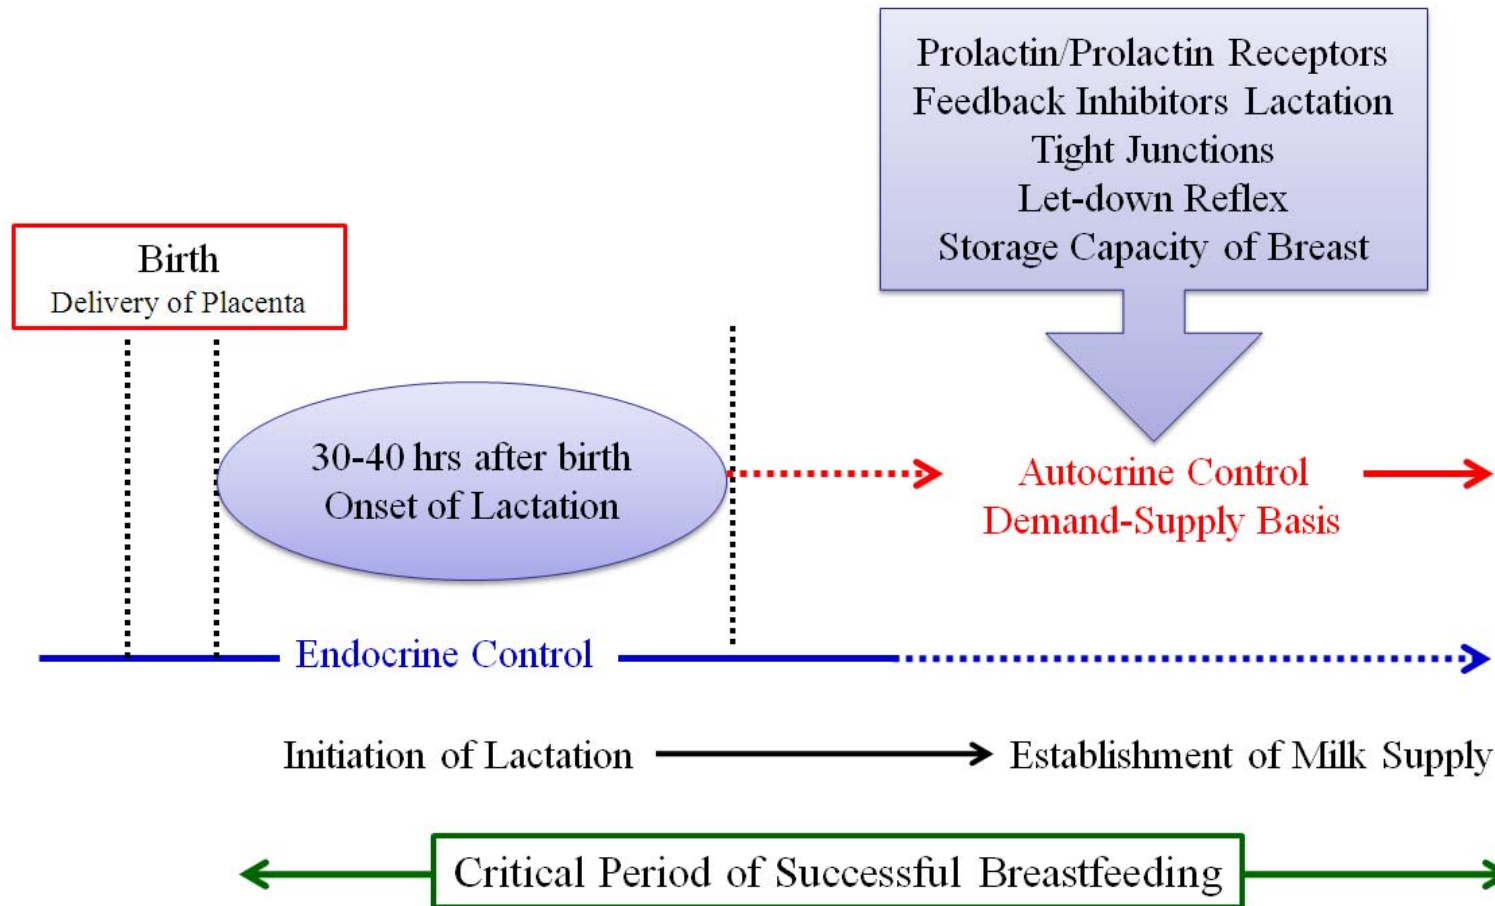 Prolactin/Prolactin Receptors
Feedback Inhibitors Lactation
Tight Junctions
Let-down Reflex
Storage Capacity of Breast
Birth
Delivery of Placenta
30-40 hrs after birth
Onset of Lactation
Autocrine Control
Demand-Supply Basis
Endocrine Control
Initiation of Lactation
Establishment of Milk Supply
Critical Period of Successful Breastfeeding